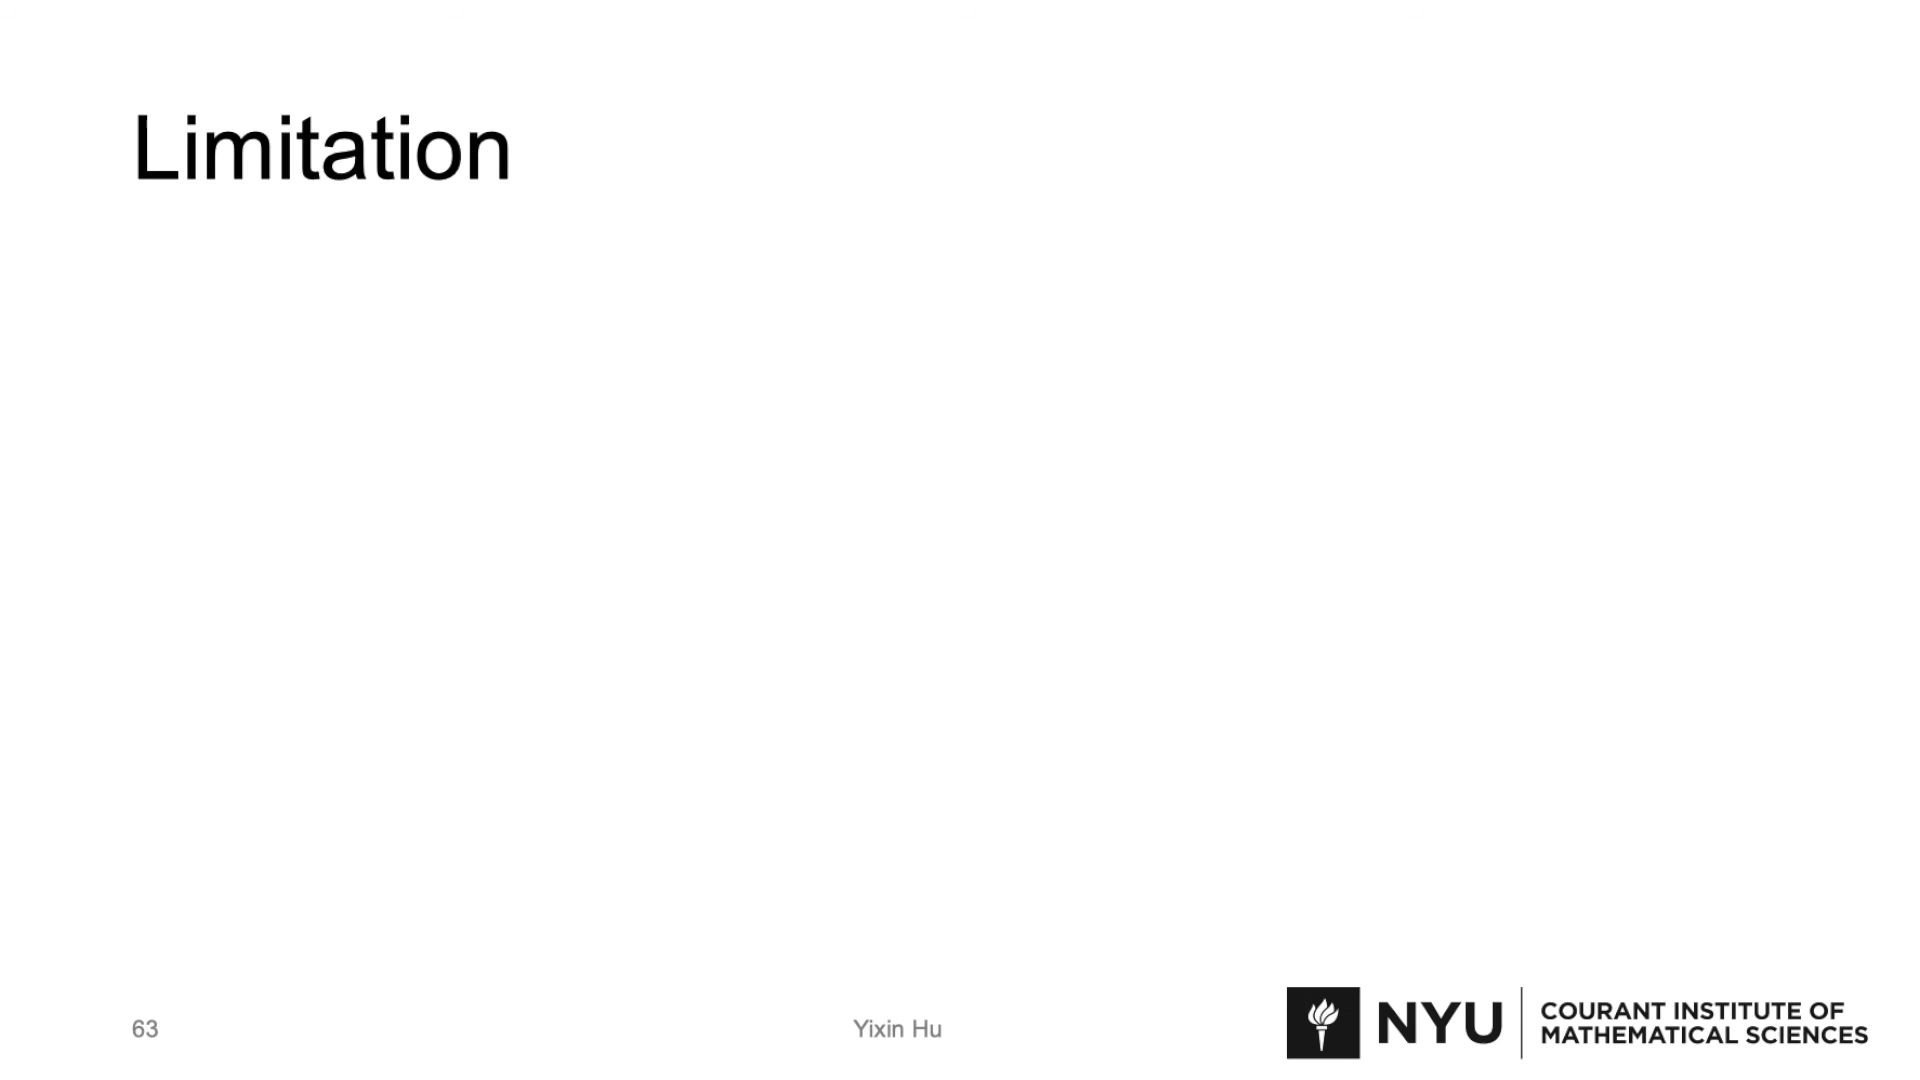 Limitation
63
Yixin Hu
NYU
COURANT INSTITUTE OF
MATHEMATICAL SCIENCES